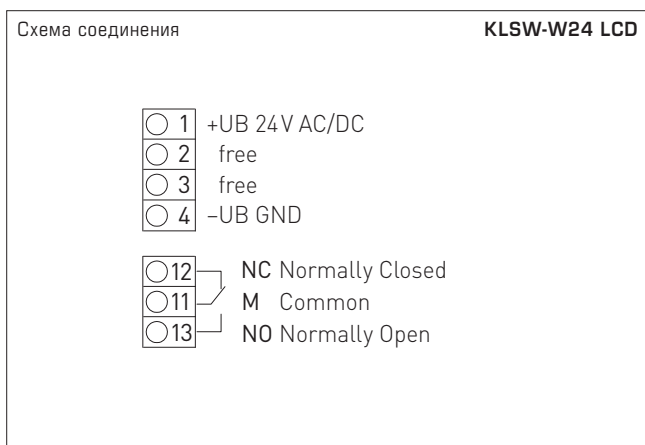 Схема соединения KLSW-W24 LCD
1 +UB 24V AC/DC
2 free
3 free
4 –UB GND
12 NC Normally Closed
11 M Common
13 NO Normally Open